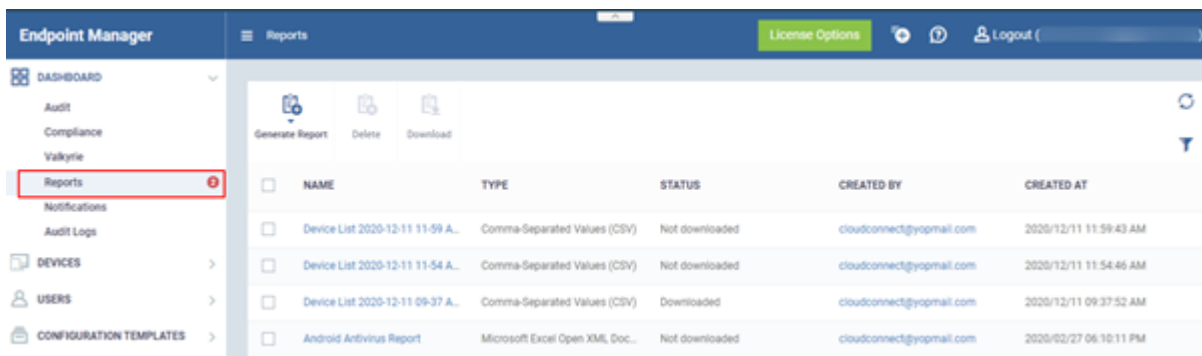 Endpoint Manager
Reports
License Options
Logout (
)
DASHBOARD
Audit
Compliance
Valkyrie
Reports 2
Notifications
Audit Logs
DEVICES
USERS
CONFIGURATION TEMPLATES
Generate Report Delete Download
NAME TYPE STATUS CREATED BY CREATED AT
Device List 2020-12-11 11-59 A... Comma-Separated Values (CSV) Not downloaded cloudconnect@yopmail.com 2020/12/11 11:59:43 AM
Device List 2020-12-11 11-54 A... Comma-Separated Values (CSV) Not downloaded cloudconnect@yopmail.com 2020/12/11 11:54:46 AM
Device List 2020-12-11 09-37 A... Comma-Separated Values (CSV) Downloaded cloudconnect@yopmail.com 2020/12/11 09:37:52 AM
Android Antivirus Report Microsoft Excel Open XML Doc... Not downloaded cloudconnect@yopmail.com 2020/02/27 06:10:11 PM